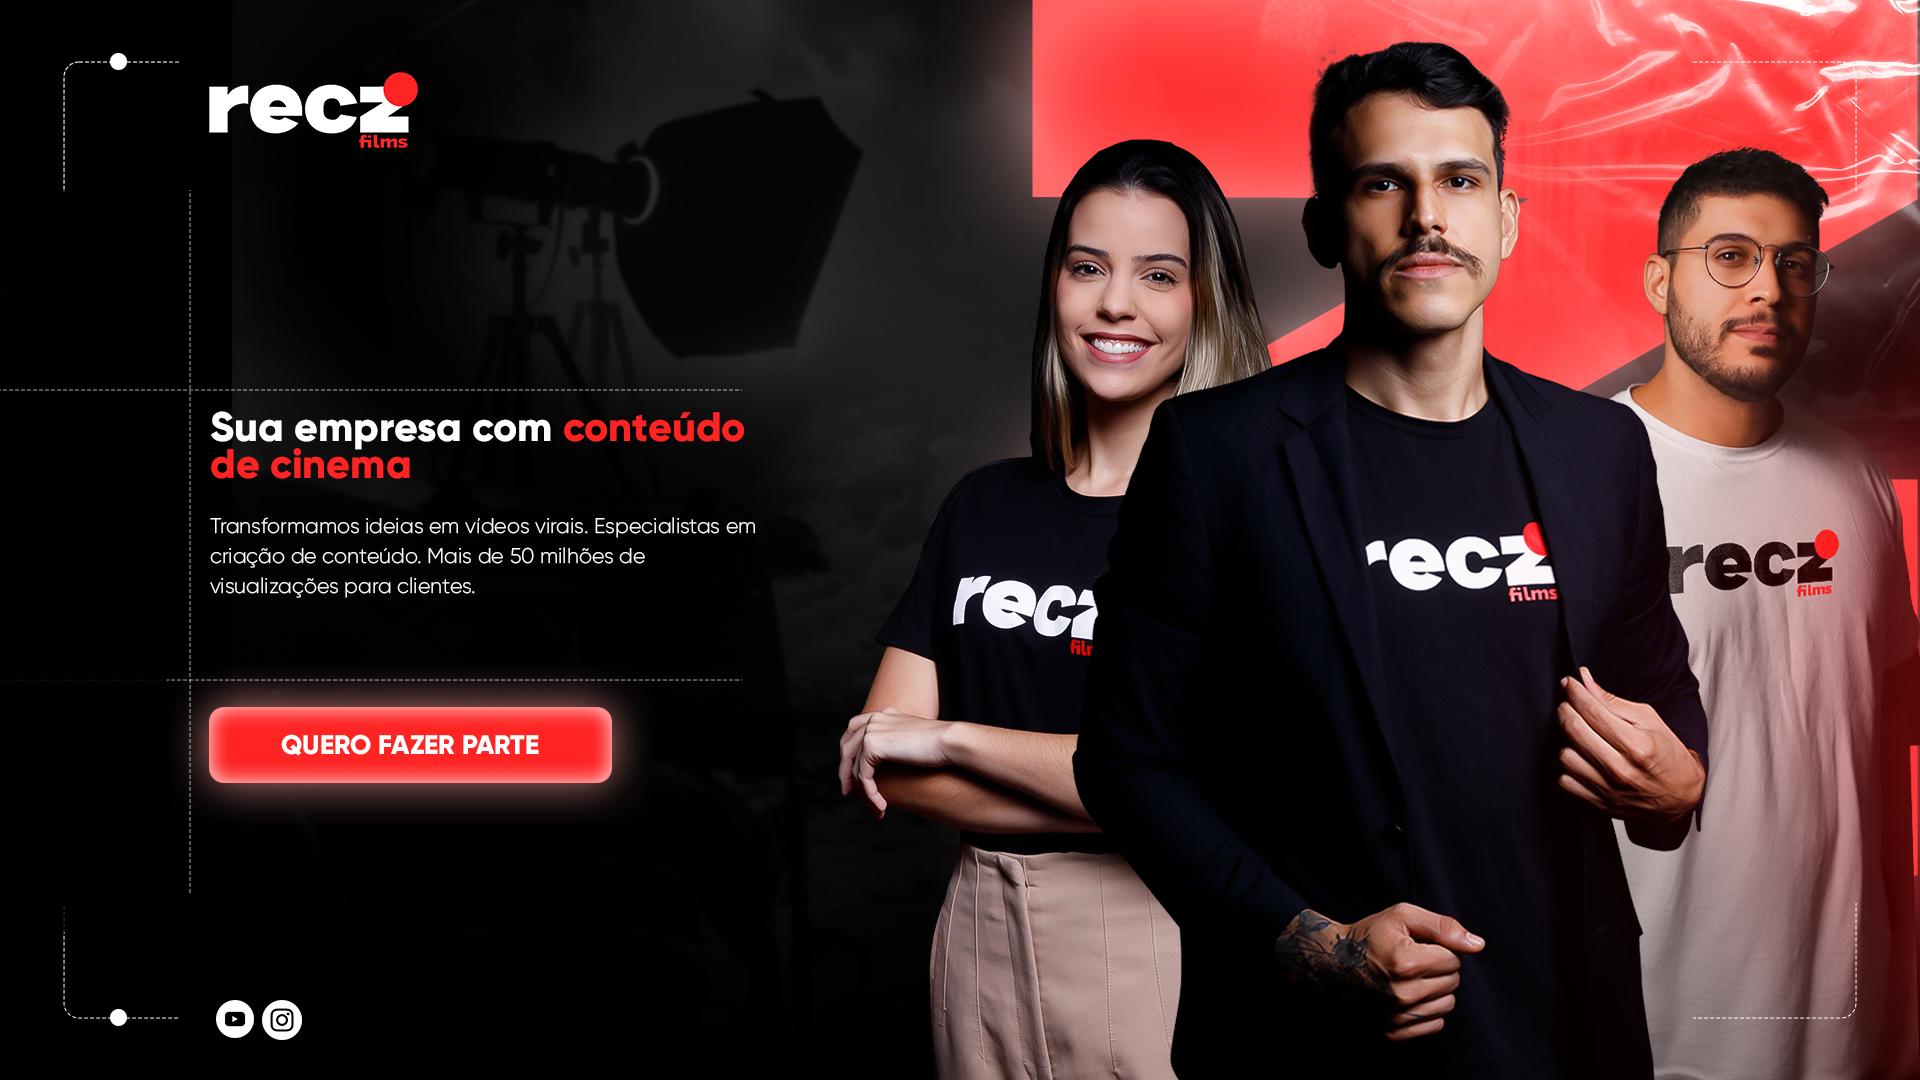 recz
films
Sua empresa com conteúdo
de cinema
Transformamos ideias em vídeos virais. Especialistas em
criação de conteúdo. Mais de 50 milhões de
visualizações para clientes.
QUERO FAZER PARTE
recz
films
recz
films
recz
film